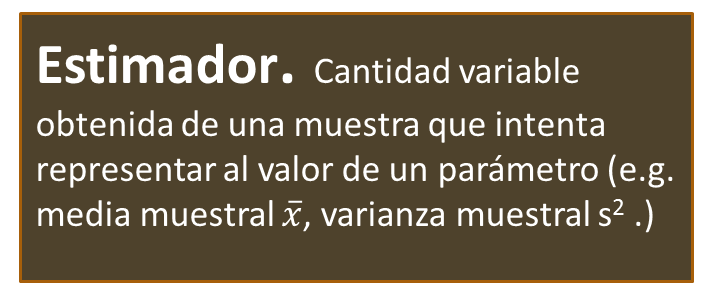 Estimador. Cantidad variable
obtenida de una muestra que intenta
representar al valor de un parámetro (e.g.
media muestral x̄, varianza muestral s² .)